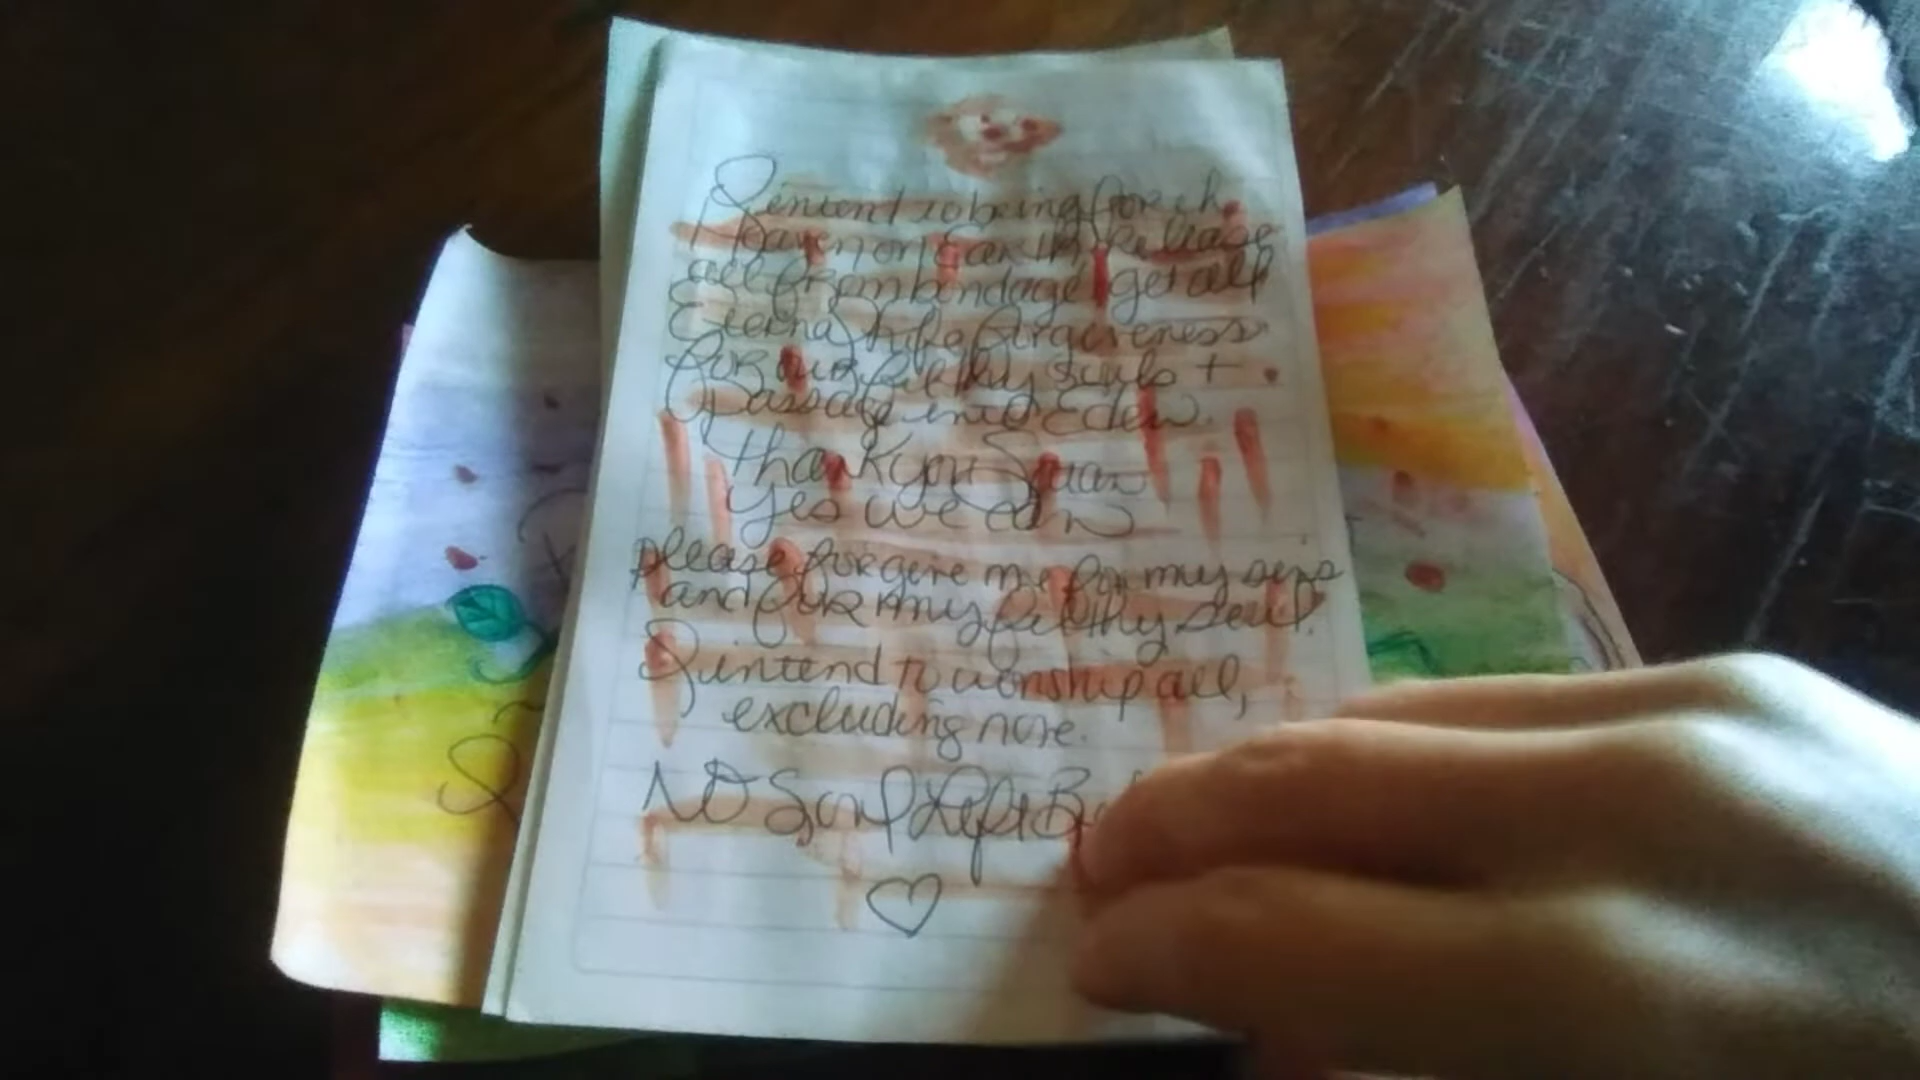 I intend to bring forth
Heaven on Earth Release
all from bondage get all
Eternal life forgiveness
for our filthy souls +
passage into Eden.
thank you
yes we can
please forgive me for my sins
and for my filthy soul.
I intend to worship all,
excluding none.
No Soul Left